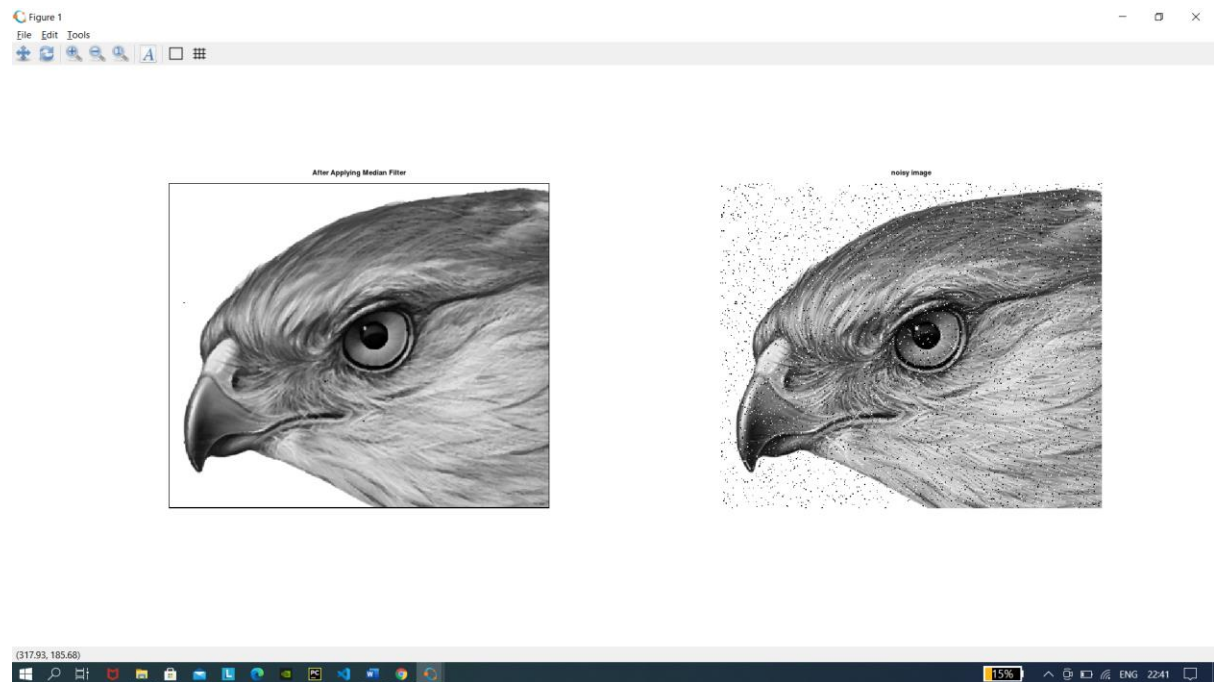 Figure 1
File Edit Tools
A
After Applying Median Filter
noisy image
(317.93, 185.68)
L PC W
15% ENG 22:41